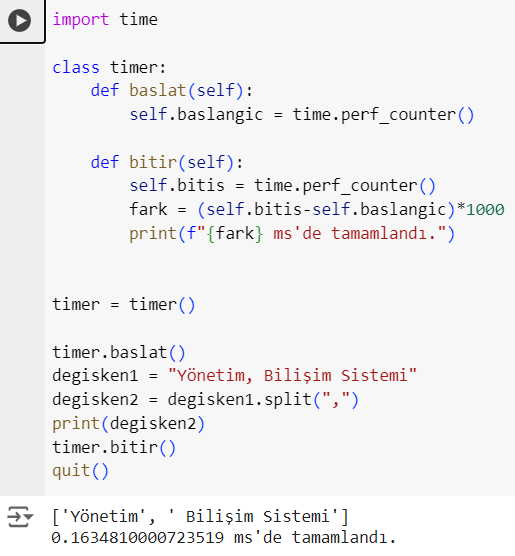 import time
class timer:
    def baslat(self):
        self.baslangic = time.perf_counter()
    def bitir(self):
        self.bitis = time.perf_counter()
        fark = (self.bitis-self.baslangic)*1000
        print(f"{fark} ms'de tamamlandı.")
timer = timer()
timer.baslat()
degisken1 = "Yönetim, Bilişim Sistemi"
degisken2 = degisken1.split(",")
print(degisken2)
timer.bitir()
quit()
['Yönetim', ' Bilişim Sistemi']
0.1634810000723519 ms'de tamamlandı.